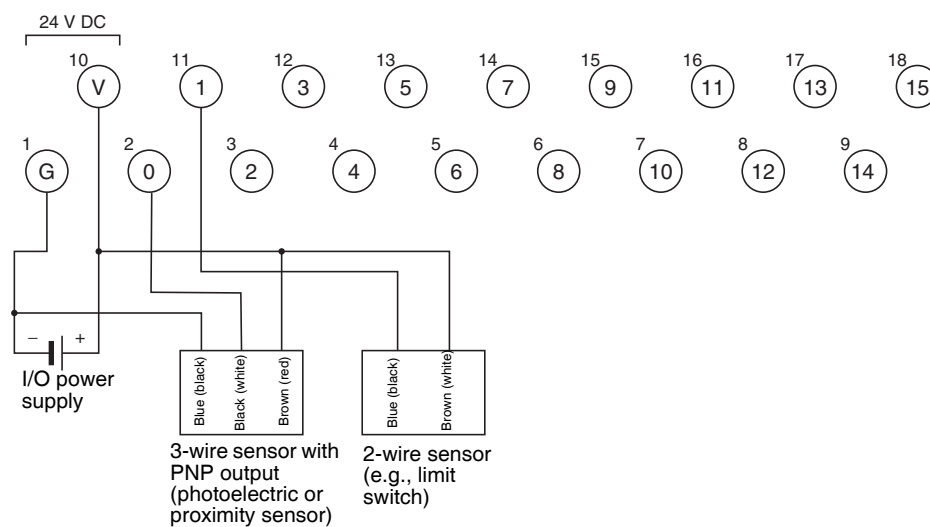 24 V DC
10 11 12 13 14 15 16 17 18
V 1 3 5 7 9 11 13 15
1 2 3 4 5 6 7 8 9
G 0 2 4 6 8 10 12 14
− +
I/O power
supply
Blue (black)
Black (white)
Brown (red)
Blue (black)
Brown (white)
3-wire sensor with
PNP output
(photoelectric or
proximity sensor)
2-wire sensor
(e.g., limit
switch)